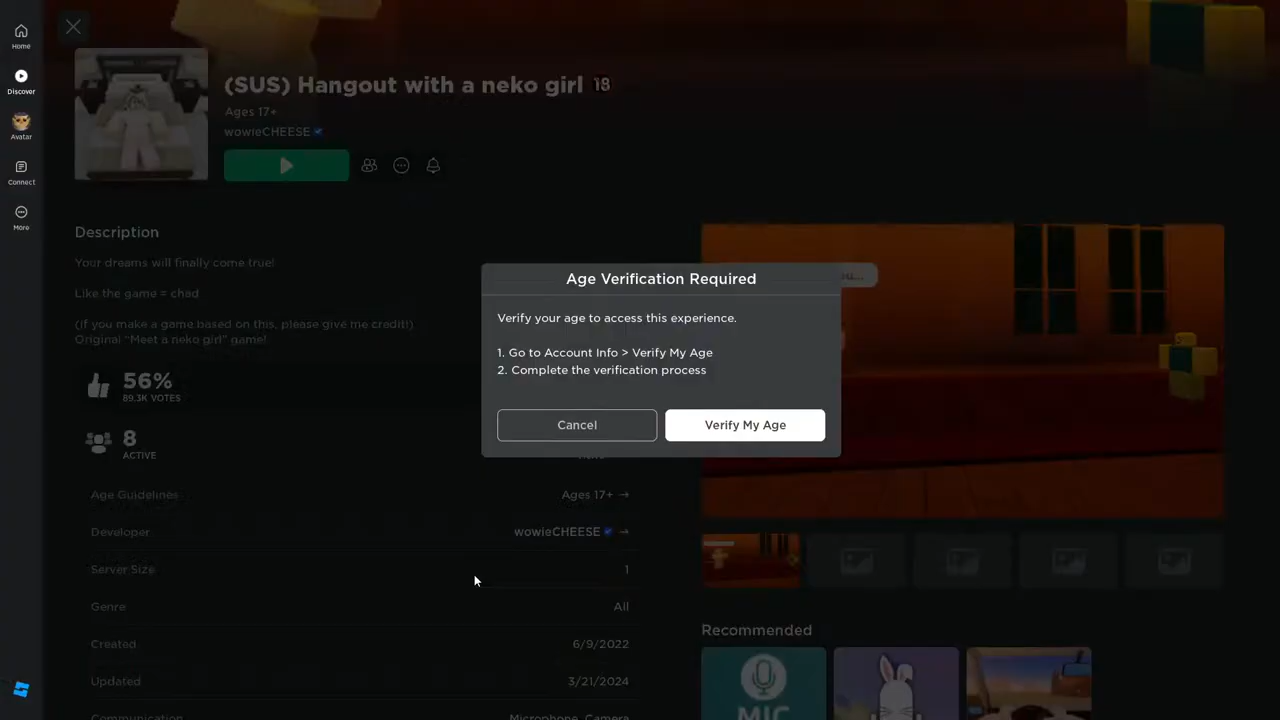 Home
Discover
Avatar
Connect
More
(SUS) Hangout with a neko girl 🔞
Ages 17+
wowieCHEESE
Description
Your dreams will finally come true!
Like the game = chad
(if you make a game based on this, please give me credit!)
Original "Meet a neko girl" game!
56%
89.3K VOTES
8
ACTIVE
Age Verification Required
Verify your age to access this experience.
1. Go to Account Info > Verify My Age
2. Complete the verification process
Cancel
Verify My Age
Age Guidelines
Ages 17+ →
Developer
wowieCHEESE →
Server Size
1
Genre
All
Created
6/9/2022
Updated
3/21/2024
Communication
Microphone, Camera
Recommended
MIC